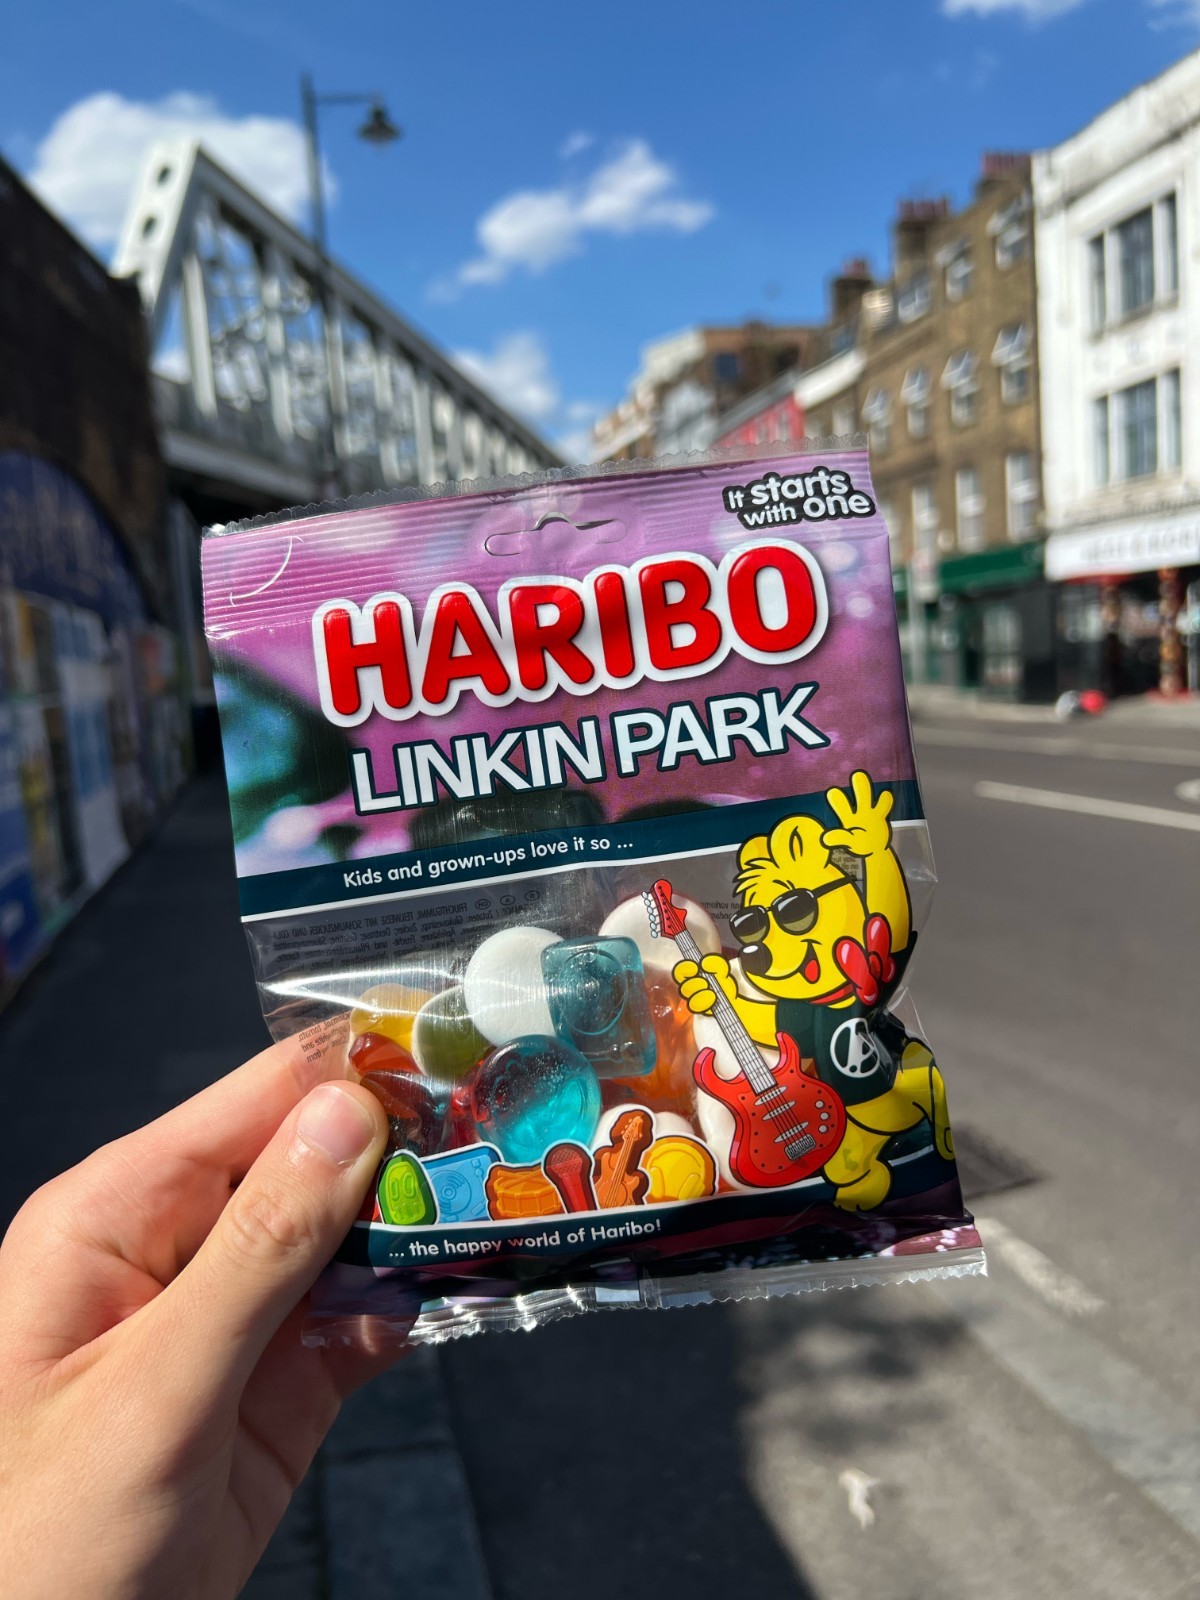 It starts
with one
HARIBO
LINKIN PARK
Kids and grown-ups love it so ...
... the happy world of Haribo!